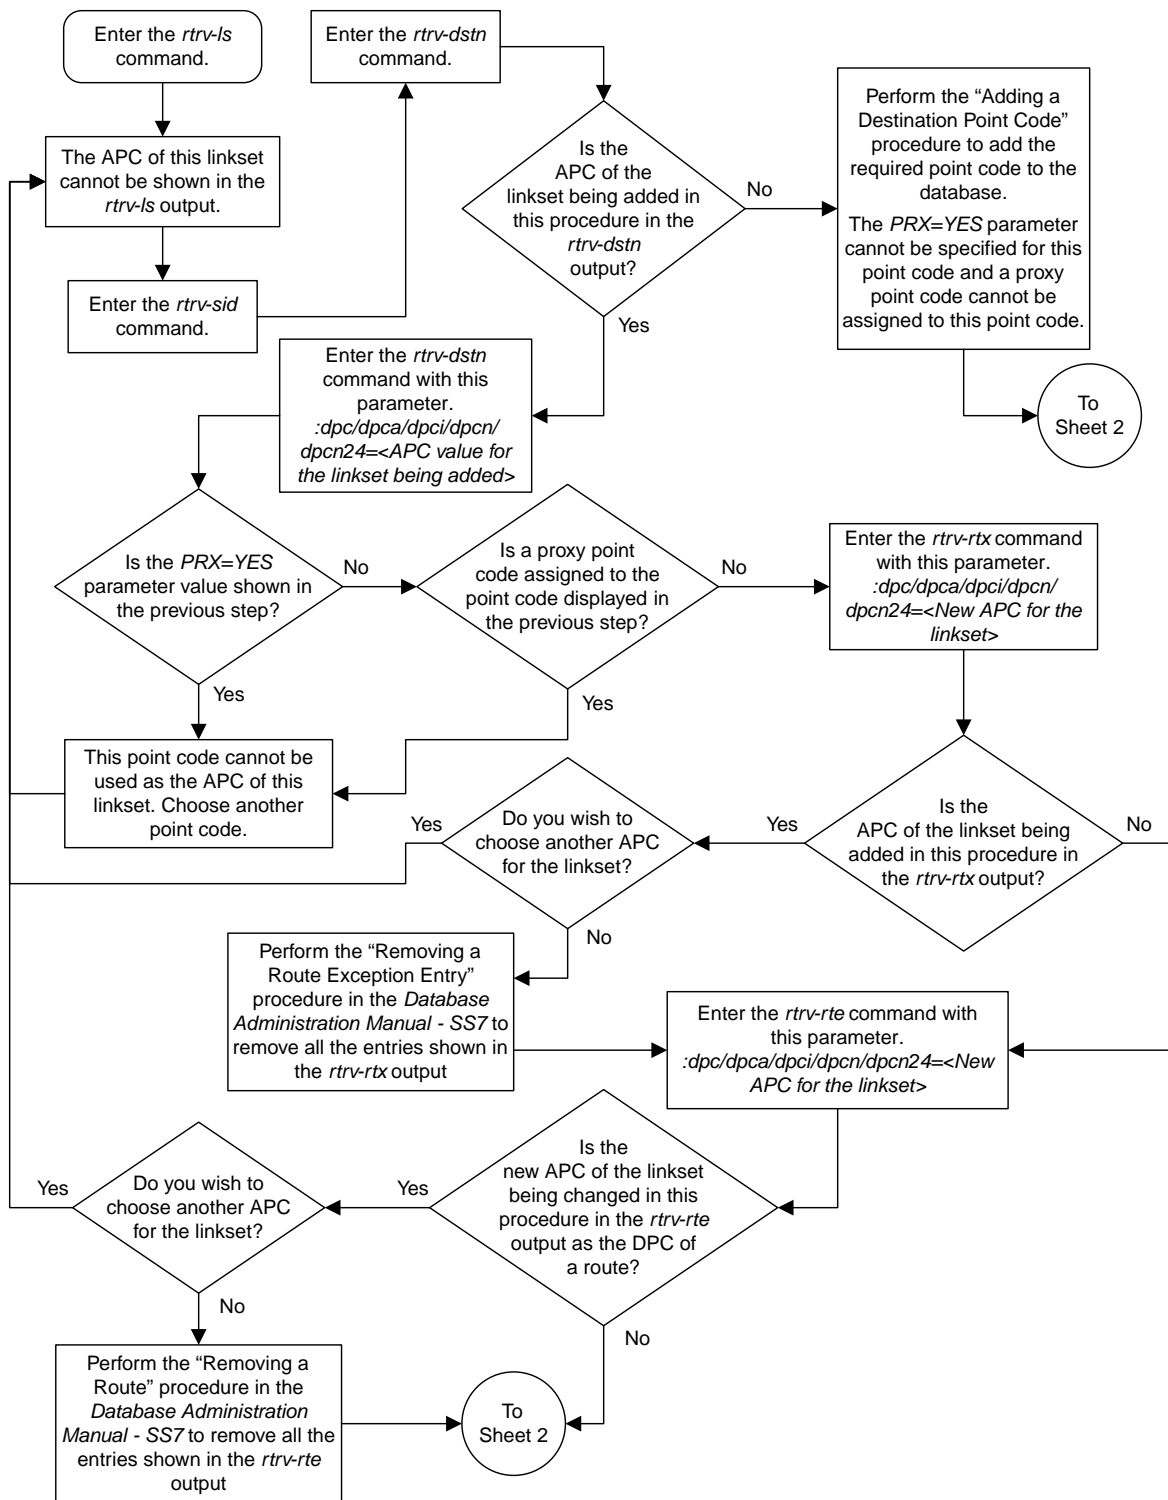 Enter the rtrv-ls
command.
The APC of this linkset
cannot be shown in the
rtrv-ls output.
Enter the rtrv-sid
command.
Enter the rtrv-dstn
command.
Is the
APC of the
linkset being added in
this procedure in the
rtrv-dstn
output?
No
Yes
Perform the “Adding a
Destination Point Code”
procedure to add the
required point code to the
database.
The PRX=YES parameter
cannot be specified for this
point code and a proxy
point code cannot be
assigned to this point code.
To
Sheet 2
Enter the rtrv-dstn
command with this
parameter.
:dpc/dpca/dpci/dpcn/
dpcn24=<APC value for
the linkset being added>
Is the PRX=YES
parameter value shown in
the previous step?
No
Yes
Is a proxy point
code assigned to the
point code displayed in
the previous step?
No
Yes
Enter the rtrv-rtx command
with this parameter.
:dpc/dpca/dpci/dpcn/
dpcn24=<New APC for the
linkset>
This point code cannot be
used as the APC of this
linkset. Choose another
point code.
Is the
APC of the linkset being
added in this procedure in
the rtrv-rtx output?
Yes
No
Do you wish to
choose another APC
for the linkset?
Yes
No
Perform the “Removing a
Route Exception Entry”
procedure in the Database
Administration Manual - SS7 to
remove all the entries shown in
the rtrv-rtx output
Enter the rtrv-rte command with
this parameter.
:dpc/dpca/dpci/dpcn/dpcn24=<New
APC for the linkset>
Is the
new APC of the linkset
being changed in this
procedure in the rtrv-rte
output as the DPC of
a route?
Yes
No
Do you wish to
choose another APC
for the linkset?
Yes
No
Perform the “Removing a
Route” procedure in the
Database Administration
Manual - SS7 to remove all the
entries shown in the rtrv-rte
output
To
Sheet 2